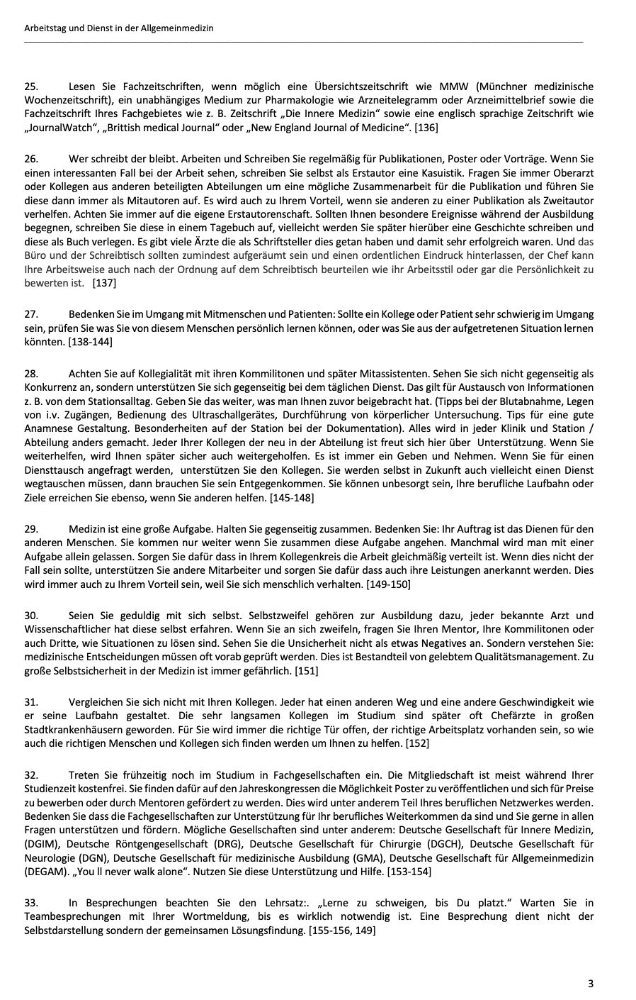 Arbeitstag und Dienst in der Allgemeinmedizin
25. Lesen Sie Fachzeitschriften, wenn möglich eine Übersichtszeitschrift wie MMW (Münchner medizinische
Wochenzeitschrift), ein unabhängiges Medium zur Pharmakologie wie Arzneitelegramm oder Arzneimittelbrief sowie die
Fachzeitschrift Ihres Fachgebietes wie z. B. Zeitschrift „Die Innere Medizin“ sowie eine englisch sprachige Zeitschrift wie
„JournalWatch“, „Brittish medical Journal“ oder „New England Journal of Medicine“. [136]
26. Wer schreibt der bleibt. Arbeiten und Schreiben Sie regelmäßig für Publikationen, Poster oder Vorträge. Wenn Sie
einen interessanten Fall bei der Arbeit sehen, schreiben Sie selbst als Erstautor eine Kasuistik. Fragen Sie immer Oberarzt
oder Kollegen aus anderen beteiligten Abteilungen um eine mögliche Zusammenarbeit für die Publikation und führen Sie
diese dann immer als Mitautoren auf. Es wird auch zu Ihrem Vorteil, wenn sie anderen zu einer Publikation als Zweitautor
verhelfen. Achten Sie immer auf die eigene Erstautorenschaft. Sollten Ihnen besondere Ereignisse während der Ausbildung
begegnen, schreiben Sie diese in einem Tagebuch auf, vielleicht werden Sie später hierüber eine Geschichte schreiben und
diese als Buch verlegen. Es gibt viele Ärzte die als Schriftsteller dies getan haben und damit sehr erfolgreich waren. Und das
Büro und der Schreibtisch sollten zumindest aufgeräumt sein und einen ordentlichen Eindruck hinterlassen, der Chef kann
Ihre Arbeitsweise auch nach der Ordnung auf dem Schreibtisch beurteilen wie ihr Arbeitsstil oder gar die Persönlichkeit zu
bewerten ist. [137]
27. Bedenken Sie im Umgang mit Mitmenschen und Patienten: Sollte ein Kollege oder Patient sehr schwierig im Umgang
sein, prüfen Sie was Sie von diesem Menschen persönlich lernen können, oder was Sie aus der aufgetretenen Situation lernen
könnten. [138-144]
28. Achten Sie auf Kollegialität mit ihren Kommilitonen und später Mitassistenten. Sehen Sie sich nicht gegenseitig als
Konkurrenz an, sondern unterstützen Sie sich gegenseitig bei dem täglichen Dienst. Das gilt für Austausch von Informationen
z. B. von dem Stationsalltag. Geben Sie das weiter, was man Ihnen zuvor beigebracht hat. (Tipps bei der Blutabnahme, Legen
von i.v. Zugängen, Bedienung des Ultraschallgerätes, Durchführung von körperlicher Untersuchung. Tips für eine gute
Anamnese Gestaltung. Besonderheiten auf der Station bei der Dokumentation). Alles wird in jeder Klinik und Station /
Abteilung anders gemacht. Jeder Ihrer Kollegen der neu in der Abteilung ist freut sich hier über Unterstützung. Wenn Sie
weiterhelfen, wird Ihnen später sicher auch weitergeholfen. Es ist immer ein Geben und Nehmen. Wenn Sie für einen
Diensttausch angefragt werden, unterstützen Sie den Kollegen. Sie werden selbst in Zukunft auch vielleicht einen Dienst
wegtauschen müssen, dann brauchen Sie sein Entgegenkommen. Sie können unbesorgt sein, Ihre berufliche Laufbahn oder
Ziele erreichen Sie ebenso, wenn Sie anderen helfen. [145-148]
29. Medizin ist eine große Aufgabe. Halten Sie gegenseitig zusammen. Bedenken Sie: Ihr Auftrag ist das Dienen für den
anderen Menschen. Sie kommen nur weiter wenn Sie zusammen diese Aufgabe angehen. Manchmal wird man mit einer
Aufgabe allein gelassen. Sorgen Sie dafür dass in Ihrem Kollegenkreis die Arbeit gleichmäßig verteilt ist. Wenn dies nicht der
Fall sein sollte, unterstützen Sie andere Mitarbeiter und sorgen Sie dafür dass auch ihre Leistungen anerkannt werden. Dies
wird immer auch zu Ihrem Vorteil sein, weil Sie sich menschlich verhalten. [149-150]
30. Seien Sie geduldig mit sich selbst. Selbstzweifel gehören zur Ausbildung dazu, jeder bekannte Arzt und
Wissenschaftlicher hat diese selbst erfahren. Wenn Sie an sich zweifeln, fragen Sie Ihren Mentor, Ihre Kommilitonen oder
auch Dritte, wie Situationen zu lösen sind. Sehen Sie die Unsicherheit nicht als etwas Negatives an. Sondern verstehen Sie:
medizinische Entscheidungen müssen oft vorab geprüft werden. Dies ist Bestandteil von gelebtem Qualitätsmanagement. Zu
große Selbstsicherheit in der Medizin ist immer gefährlich. [151]
31. Vergleichen Sie sich nicht mit Ihren Kollegen. Jeder hat einen anderen Weg und eine andere Geschwindigkeit wie
er seine Laufbahn gestaltet. Die sehr langsamen Kollegen im Studium sind später oft Chefärzte in großen
Stadtkrankenhäusern geworden. Für Sie wird immer die richtige Tür offen, der richtige Arbeitsplatz vorhanden sein, so wie
auch die richtigen Menschen und Kollegen sich finden werden um Ihnen zu helfen. [152]
32. Treten Sie frühzeitig noch im Studium in Fachgesellschaften ein. Die Mitgliedschaft ist meist während Ihrer
Studienzeit kostenfrei. Sie finden dafür auf den Jahreskongressen die Möglichkeit Poster zu veröffentlichen und sich für Preise
zu bewerben oder durch Mentoren gefördert zu werden. Dies wird unter anderem Teil Ihres beruflichen Netzwerkes werden.
Bedenken Sie dass die Fachgesellschaften zur Unterstützung für Ihr berufliches Weiterkommen da sind und Sie gerne in allen
Fragen unterstützen und fördern. Mögliche Gesellschaften sind unter anderem: Deutsche Gesellschaft für Innere Medizin,
(DGIM), Deutsche Röntgengesellschaft (DRG), Deutsche Gesellschaft für Chirurgie (DGCH), Deutsche Gesellschaft für
Neurologie (DGN), Deutsche Gesellschaft für medizinische Ausbildung (GMA), Deutsche Gesellschaft für Allgemeinmedizin
(DEGAM). „You ll never walk alone“. Nutzen Sie diese Unterstützung und Hilfe. [153-154]
33. In Besprechungen beachten Sie den Lehrsatz:. „Lerne zu schweigen, bis Du platzt.“ Warten Sie in
Teambesprechungen mit Ihrer Wortmeldung, bis es wirklich notwendig ist. Eine Besprechung dient nicht der
Selbstdarstellung sondern der gemeinsamen Lösungsfindung. [155-156, 149]
3